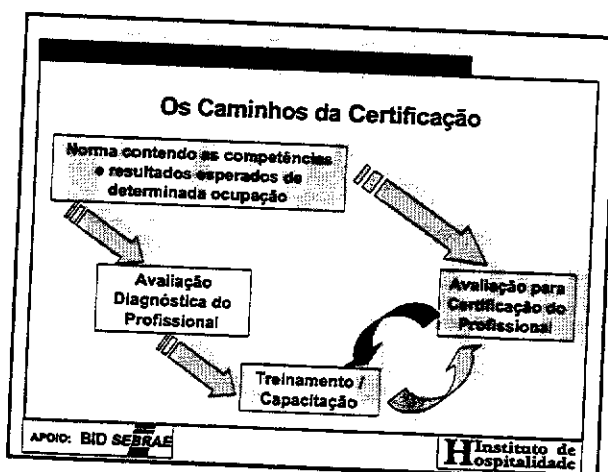 Os Caminhos da Certificação
Norma contendo as competências
e resultados esperados de
determinada ocupação
Avaliação
Diagnóstica do
Profissional
Avaliação para
Certificação do
Profissional
Treinamento /
Capacitação
APOIO: BID SEBRAE
Instituto de
Hospitalidade